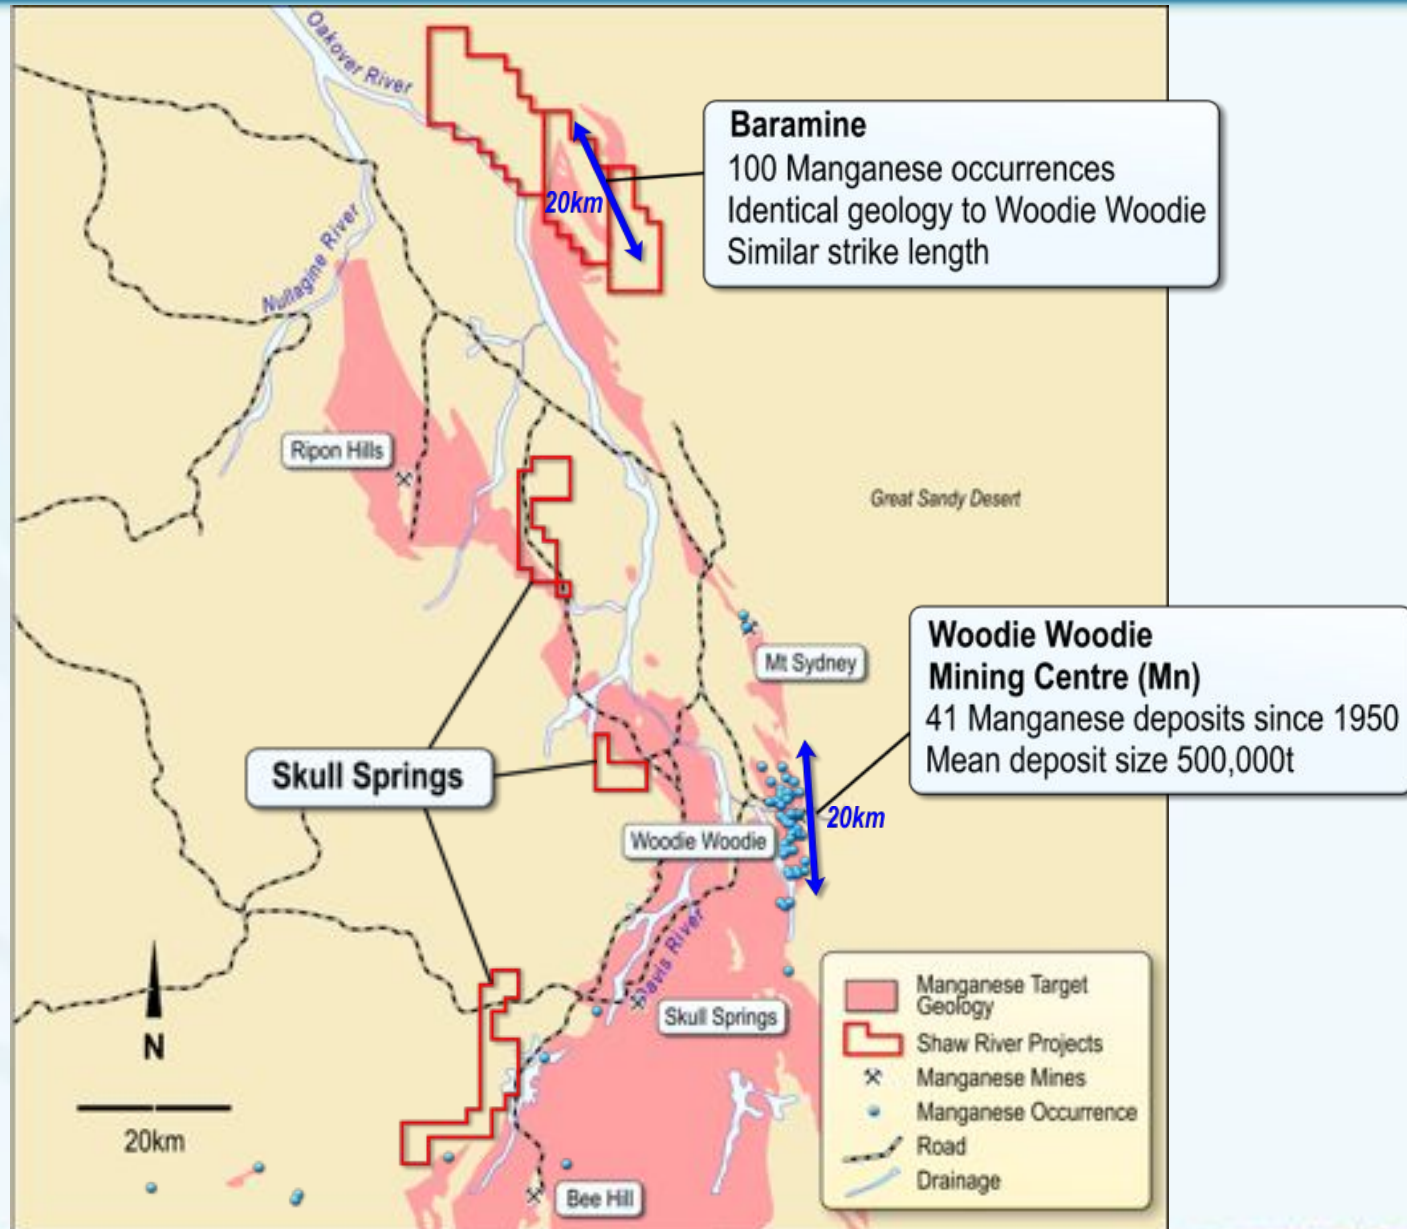 Oakover River
Baramine
100 Manganese occurrences
Identical geology to Woodie Woodie
Similar strike length
20km
Nullagine River
Ripon Hills
Great Sandy Desert
Woodie Woodie
Mining Centre (Mn)
41 Manganese deposits since 1950
Mean deposit size 500,000t
Mt Sydney
Skull Springs
20km
Woodie Woodie
Davis River
Skull Springs
N
20km
Bee Hill
Manganese Target
Geology
Shaw River Projects
Manganese Mines
Manganese Occurrence
Road
Drainage